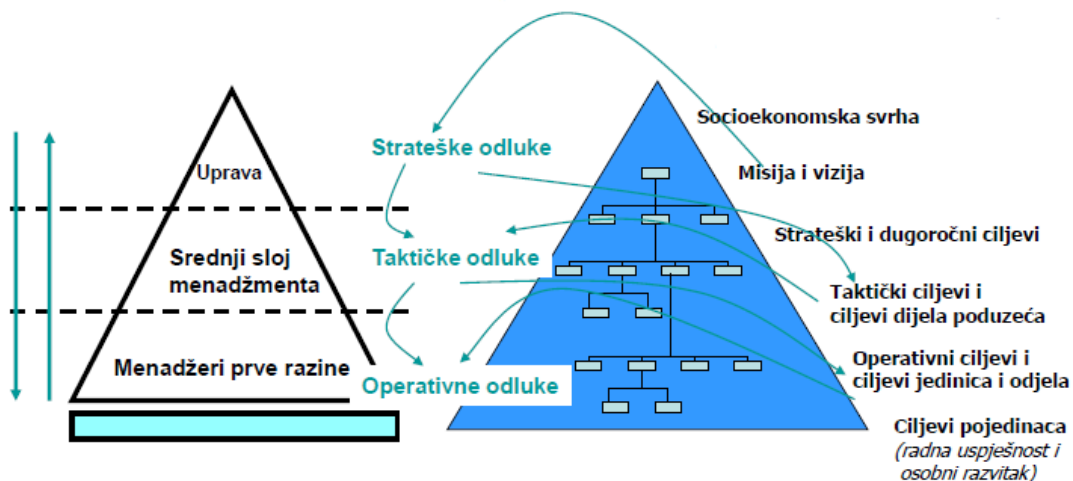 Uprava
Srednji sloj
menadžmenta
Menadžeri prve razine
Strateške odluke
Taktičke odluke
Operativne odluke
Socioekonomska svrha
Misija i vizija
Strateški i dugoročni ciljevi
Taktički ciljevi i
ciljevi dijela poduzeća
Operativni ciljevi i
ciljevi jedinica i odjela
Ciljevi pojedinaca
(radna uspješnost i
osobni razvitak)